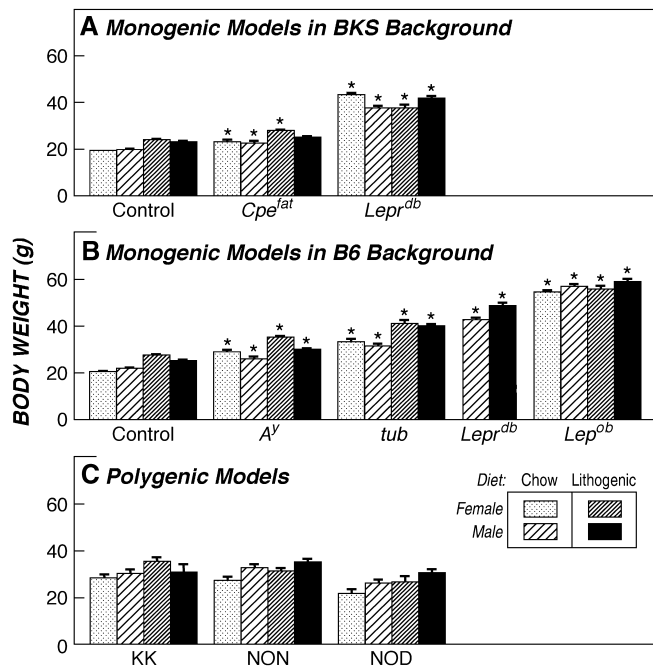 A Monogenic Models in BKS Background
60
40
20
0
* * * * * * *
Control Cpe^fat Lepr^db
BODY WEIGHT (g)
B Monogenic Models in B6 Background
60
40
20
0
* * * * * * * * * * * * * *
Control A^y tub Lepr^db Lep^ob
C Polygenic Models
Diet: Chow Lithogenic
Female
Male
60
40
20
0
KK NON NOD